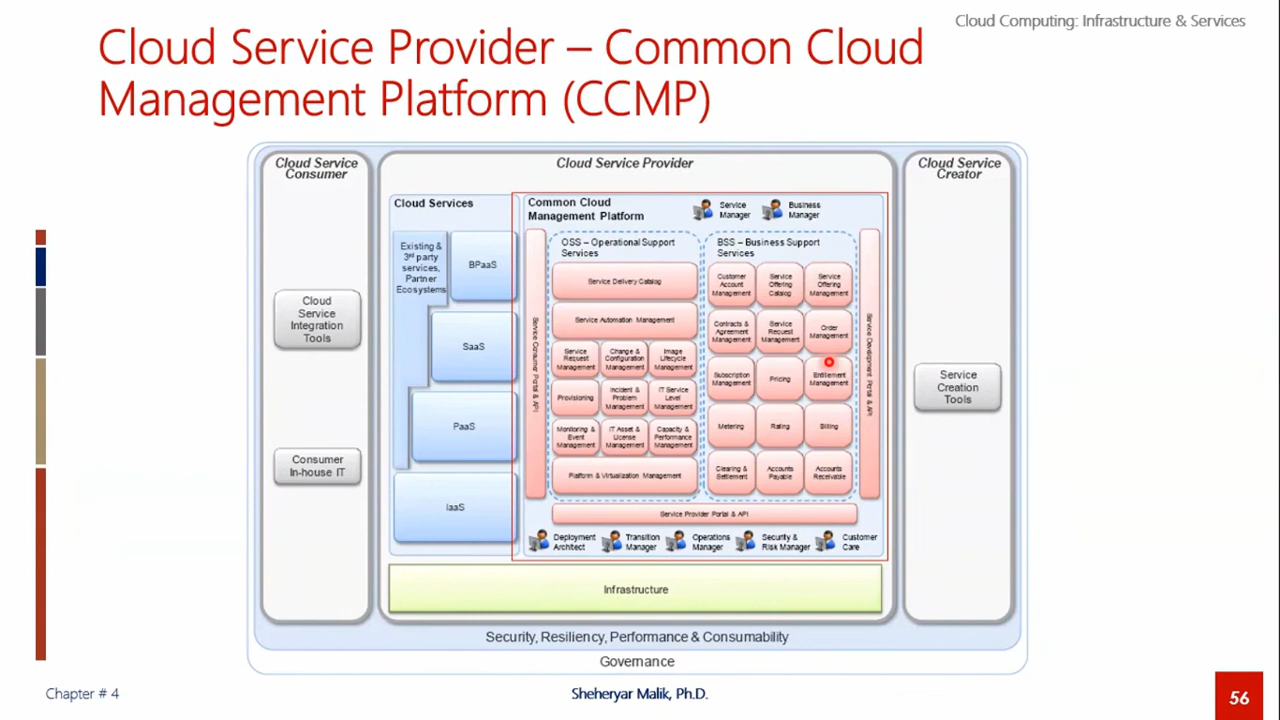 Cloud Computing: Infrastructure & Services
Cloud Service Provider – Common Cloud
Management Platform (CCMP)
Cloud Service
Consumer
Cloud
Service
Integration
Tools
Consumer
In-house IT
Cloud Service Provider
Cloud Services
Existing &
3rd party
services,
Partner
Ecosystems
BPaaS
SaaS
PaaS
IaaS
Common Cloud
Management Platform
Service
Manager
Business
Manager
Service Consumer Portal & API
OSS – Operational Support
Services
Service Delivery Catalog
Service Automation Management
Service
Request
Management
Change &
Configuration
Management
Image
Lifecycle
Management
Provisioning
Incident &
Problem
Management
IT Service
Level
Management
Monitoring &
Event
Management
IT Asset &
License
Management
Capacity &
Performance
Management
Platform & Virtualization Management
BSS – Business Support
Services
Customer
Account
Management
Service
Offering
Catalog
Service
Offering
Management
Contracts &
Agreement
Management
Service
Request
Management
Order
Management
Subscription
Management
Pricing
Entitlement
Management
Metering
Rating
Billing
Clearing &
Settlement
Accounts
Payable
Accounts
Receivable
Service Development Portal & API
Service Provider Portal & API
Deployment
Architect
Transition
Manager
Operations
Manager
Security &
Risk Manager
Customer
Care
Infrastructure
Cloud Service
Creator
Service
Creation
Tools
Security, Resiliency, Performance & Consumability
Governance
Chapter # 4
Sheheryar Malik, Ph.D.
56